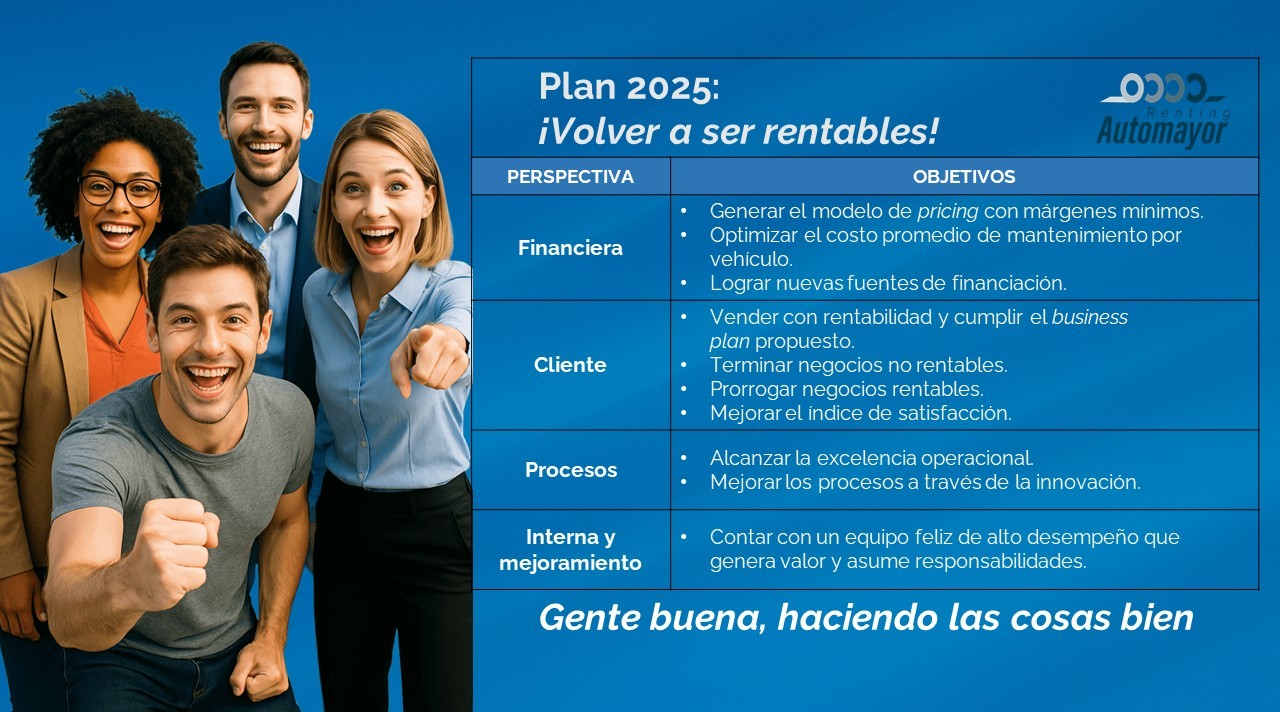 Plan 2025:
¡Volver a ser rentables!
Renting
Automayor
PERSPECTIVA
OBJETIVOS
Financiera
• Generar el modelo de pricing con márgenes mínimos.
• Optimizar el costo promedio de mantenimiento por
vehículo.
• Lograr nuevas fuentes de financiación.
Cliente
• Vender con rentabilidad y cumplir el business
plan propuesto.
• Terminar negocios no rentables.
• Prorrogar negocios rentables.
• Mejorar el índice de satisfacción.
Procesos
• Alcanzar la excelencia operacional.
• Mejorar los procesos a través de la innovación.
Interna y
mejoramiento
• Contar con un equipo feliz de alto desempeño que
genera valor y asume responsabilidades.
Gente buena, haciendo las cosas bien